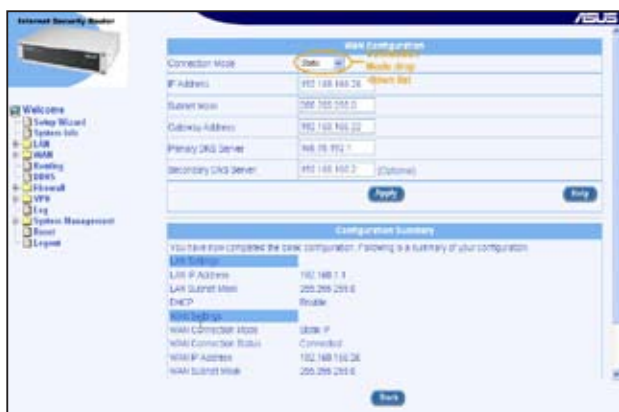 Internet Security Router
ASUS
WAN Configuration
Connection Mode
Static
Connection
Mode drop
down list
IP Address
Subnet Mask
Gateway Address
Primary DNS Server
Secondary DNS Server
(Optional)
Apply
Help
Welcome
Setup Wizard
System Info
LAN
WAN
Routing
DDNS
Firewall
VPN
Log
System Management
Reset
Logout
Configuration Summary
You have now completed the basic configuration. Following is a summary of your configuration
LAN Settings
LAN IP Address 192.168.1.1
LAN Subnet Mask 255.255.255.0
DHCP Enable
WAN Settings
WAN Connection Mode Static IP
WAN Connection Status Connected
WAN IP Address
WAN Subnet Mask 255.255.255.0
Back